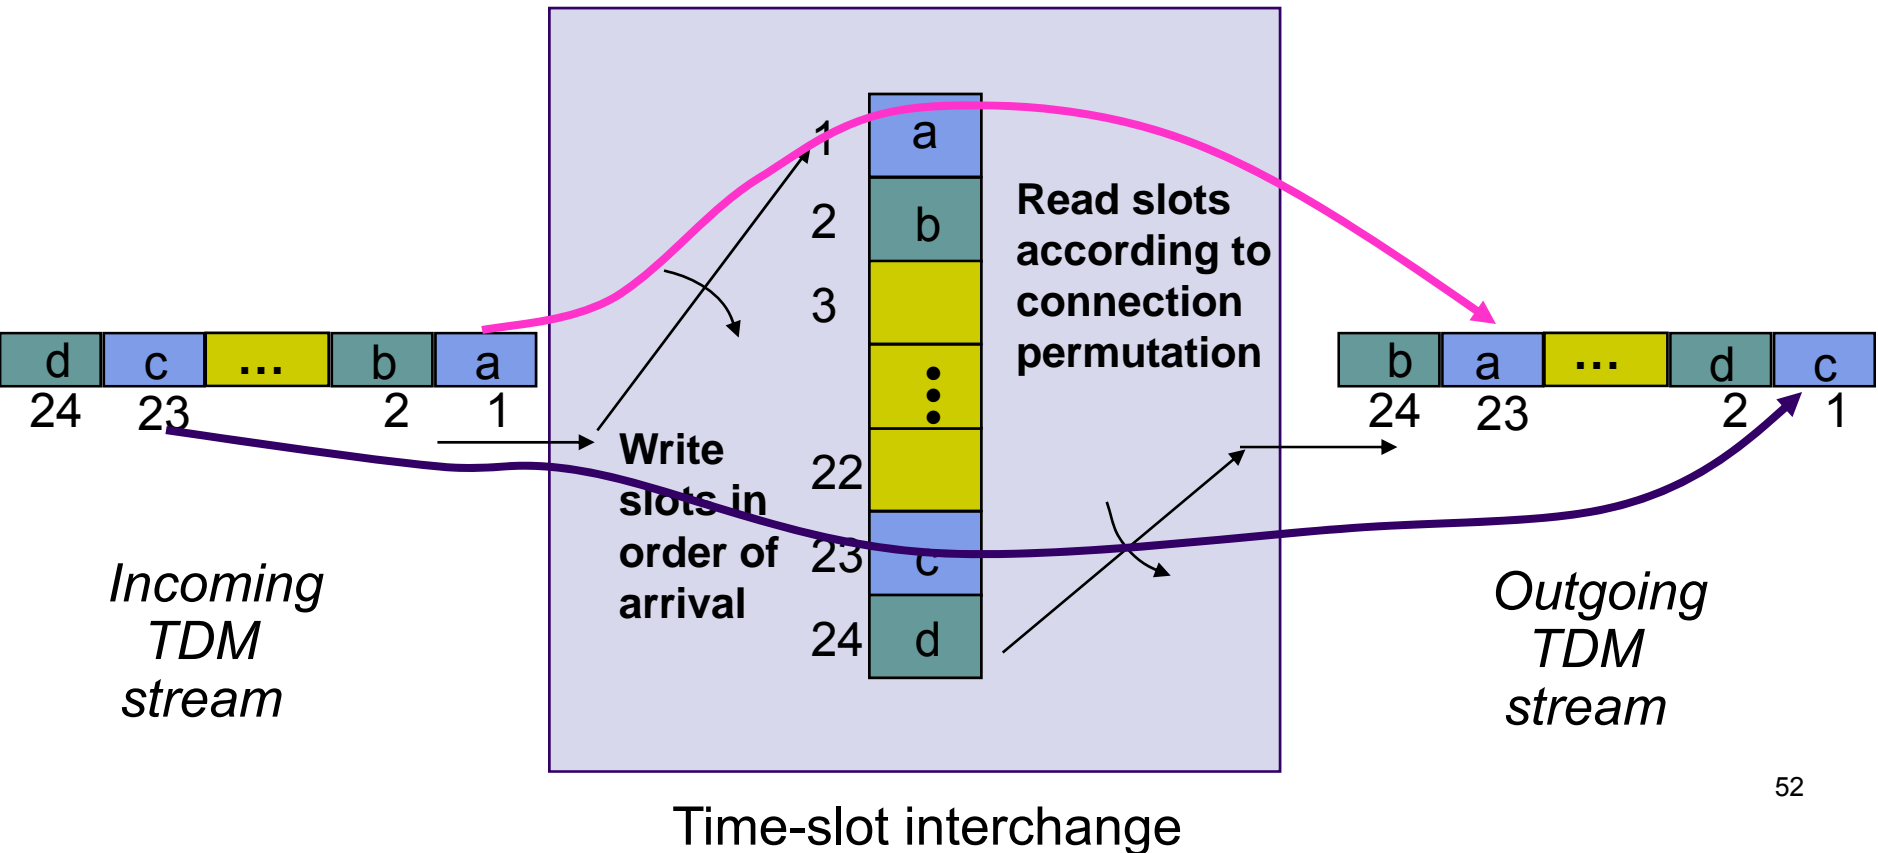 1
a
2
b
3
⋮
22
23
c
24
d
Read slots
according to
connection
permutation
d c ... b a
24 23 2 1
Write
slots in
order of
arrival
b a ... d c
24 23 2 1
Incoming
TDM
stream
Outgoing
TDM
stream
52
Time-slot interchange